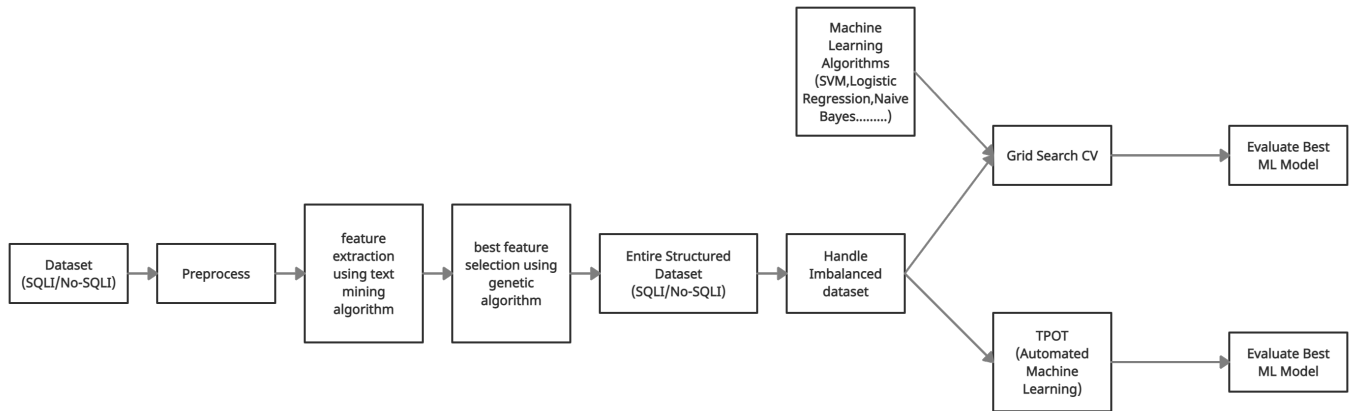 Machine
Learning
Algorithms
(SVM,Logistic
Regression,Naive
Bayes.........)
Grid Search CV
Evaluate Best
ML Model
Dataset
(SQLI/No-SQLI)
Preprocess
feature
extraction
using text
mining
algorithm
best feature
selection using
genetic
algorithm
Entire Structured
Dataset
(SQLI/No-SQLI)
Handle
Imbalanced
dataset
TPOT
(Automated
Machine
Learning)
Evaluate Best
ML Model